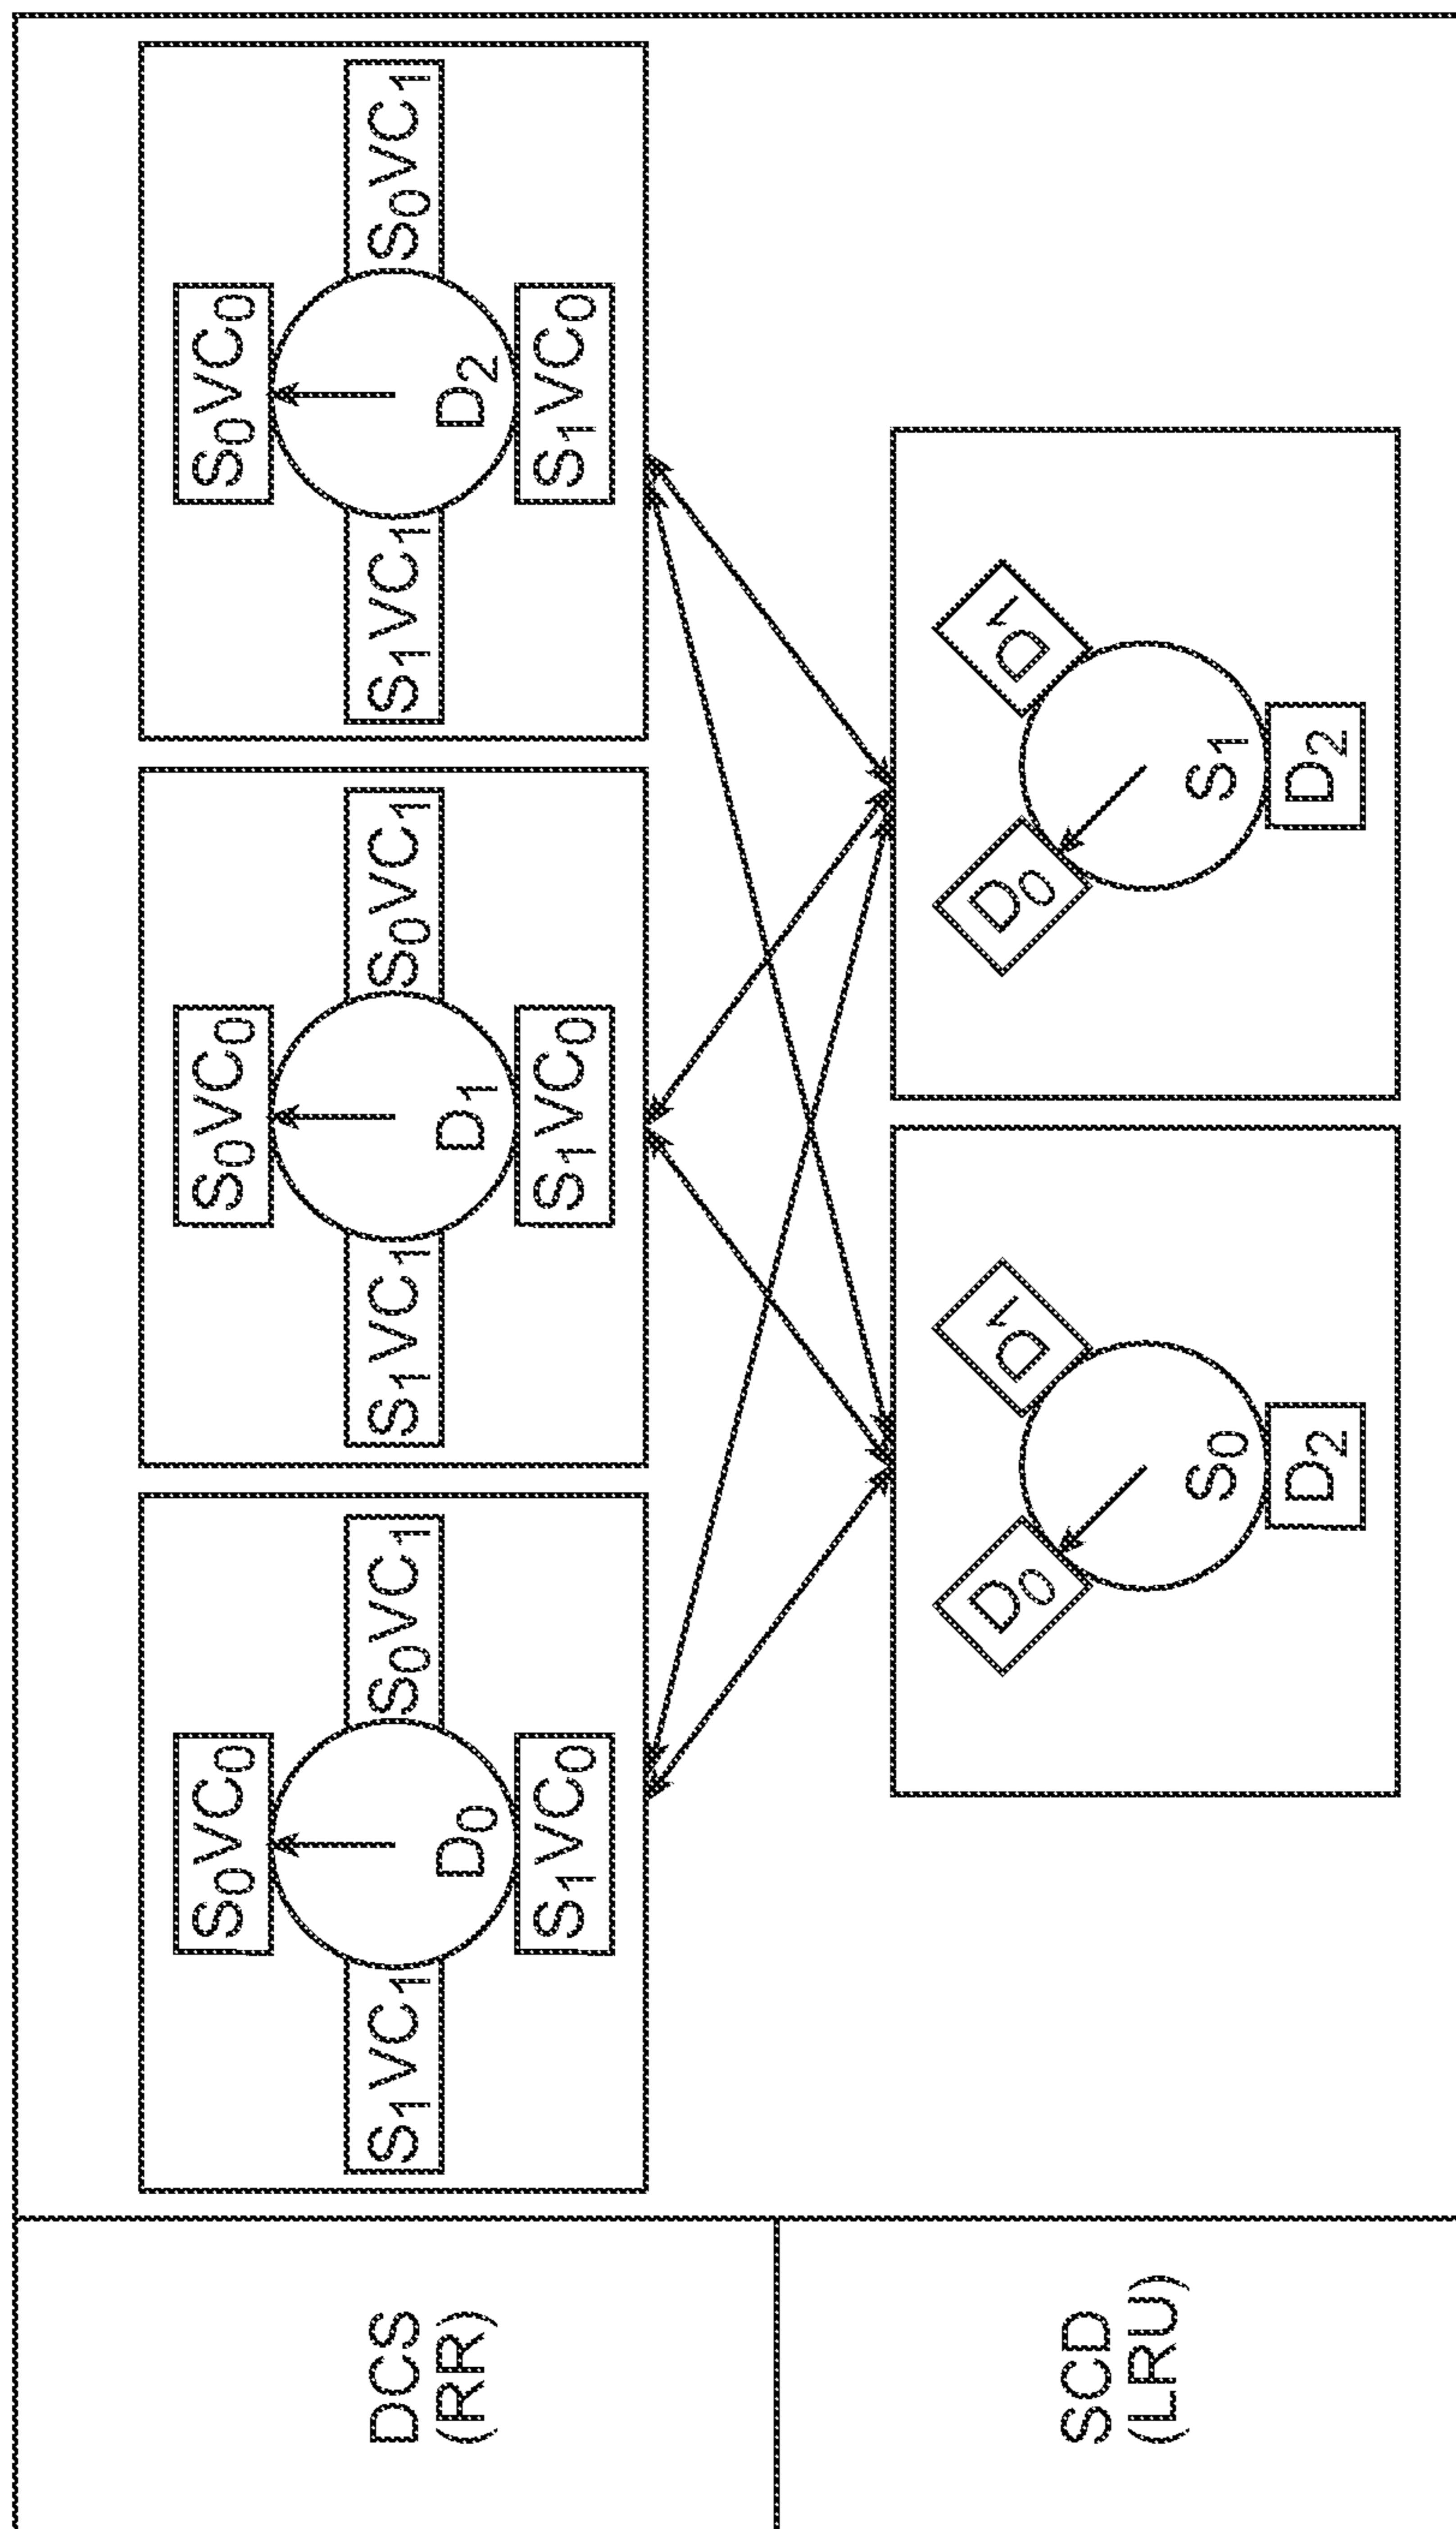 DCS
(RR)
S₀VC₀
S₁VC₁
S₀VC₁
D₀
S₁VC₀
S₀VC₀
S₁VC₁
S₀VC₁
D₁
S₁VC₀
S₀VC₀
S₁VC₁
S₀VC₁
D₂
S₁VC₀
SCD
(LRU)
D₀
D₁
S₀
D₂
D₀
D₁
S₁
D₂